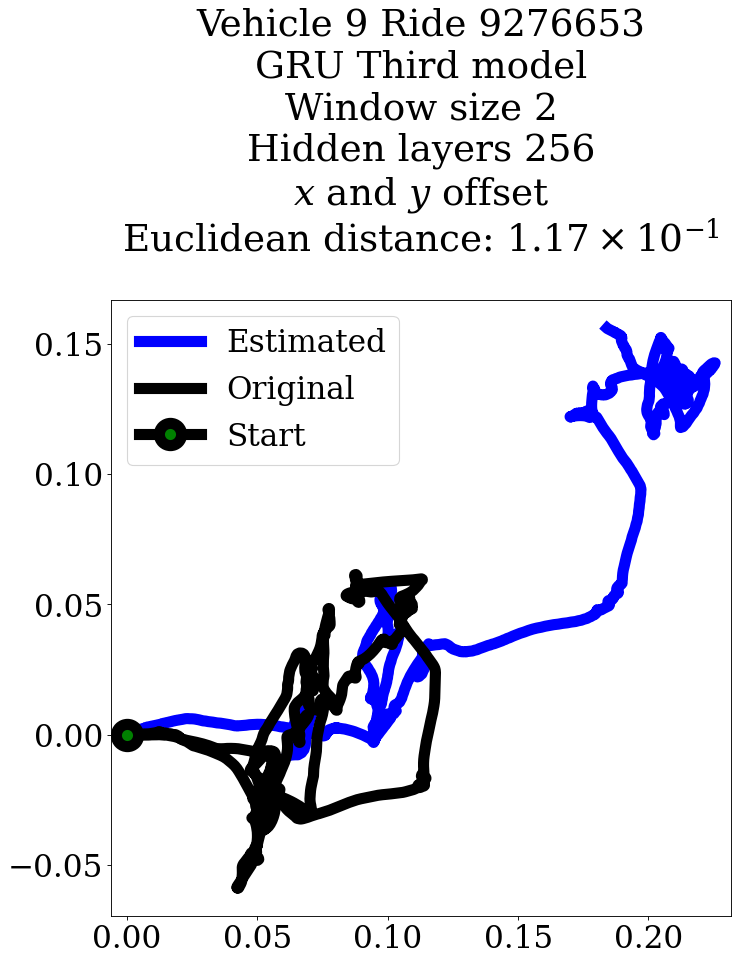 Vehicle 9 Ride 9276653
GRU Third model
Window size 2
Hidden layers 256
x and y offset
Euclidean distance: 1.17 × 10⁻¹
Estimated
Original
Start
0.15
0.10
0.05
0.00
−0.05
0.00 0.05 0.10 0.15 0.20